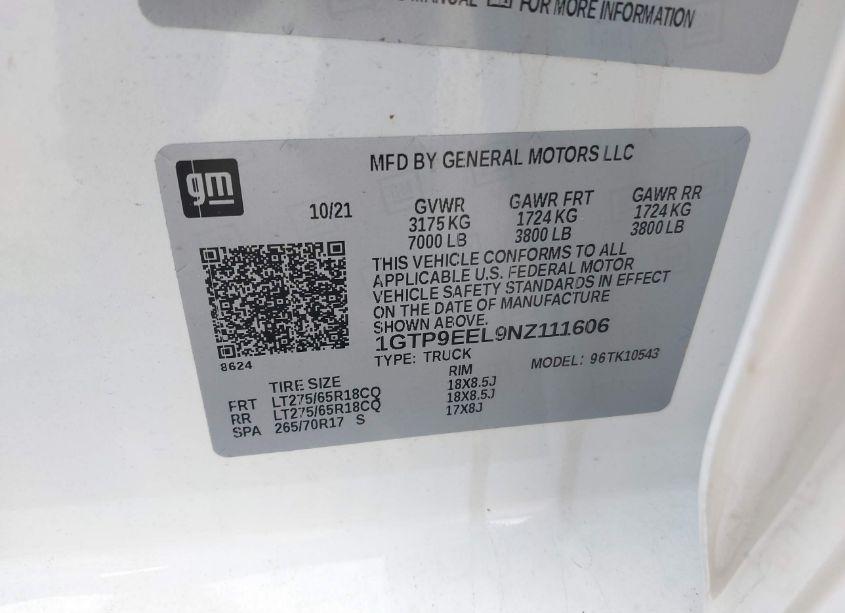 MANUAL FOR MORE INFORMATION
gm
MFD BY GENERAL MOTORS LLC
10/21
GVWR
3175 KG
7000 LB
GAWR FRT
1724 KG
3800 LB
GAWR RR
1724 KG
3800 LB
THIS VEHICLE CONFORMS TO ALL
APPLICABLE U.S. FEDERAL MOTOR
VEHICLE SAFETY STANDARDS IN EFFECT
ON THE DATE OF MANUFACTURE
SHOWN ABOVE.
1GTP9EEL9NZ111606
TYPE: TRUCK
MODEL: 96TK10543
8624
TIRE SIZE RIM
FRT LT275/65R18CQ 18X8.5J
RR LT275/65R18CQ 18X8.5J
SPA 265/70R17 S 17X8J